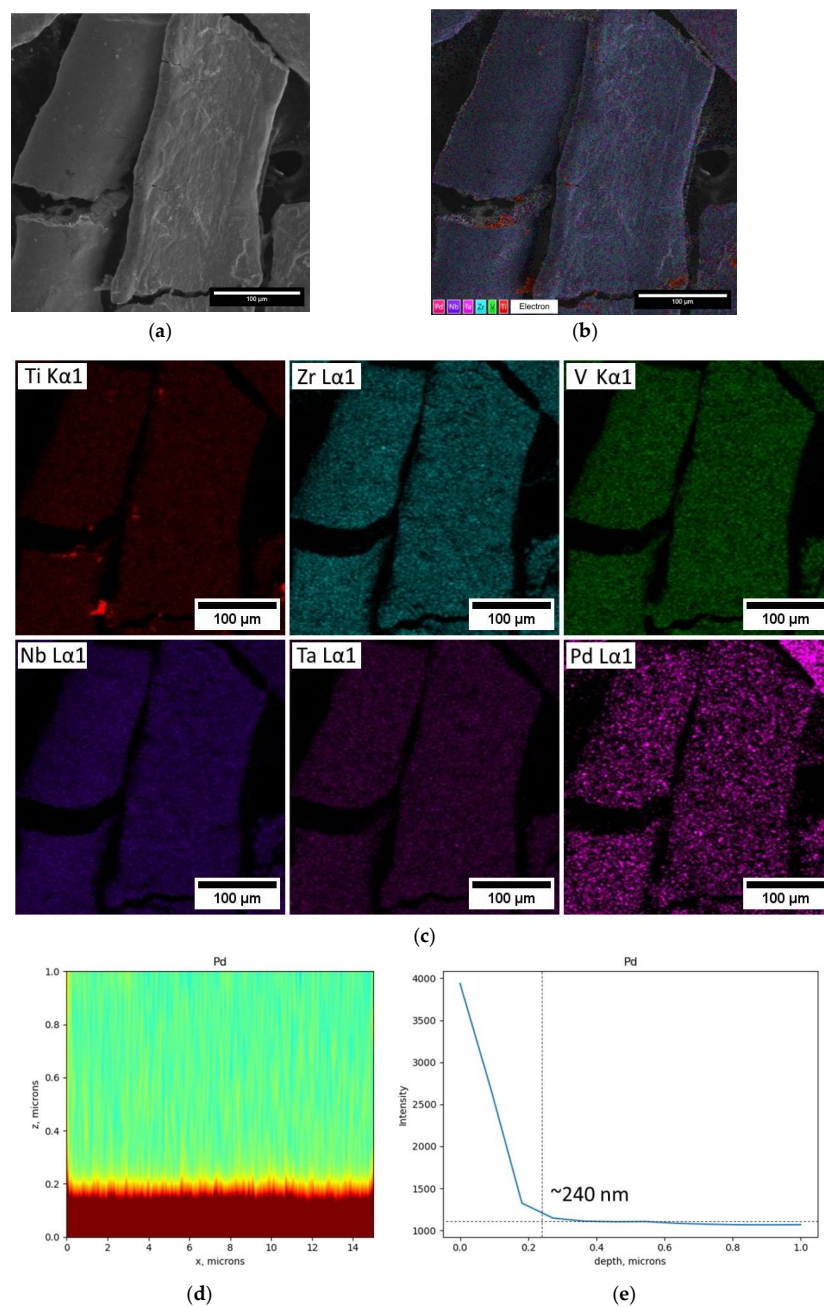 100 µm
100 µm
Pd Nb Ta Zr V Ti Electron
(a)
(b)
Ti Kα1
Zr Lα1
V Kα1
100 µm
100 µm
100 µm
Nb Lα1
Ta Lα1
Pd Lα1
100 µm
100 µm
100 µm
(c)
Pd
1.0
0.8
0.6
0.4
0.2
0.0
z, microns
0 2 4 6 8 10 12 14
x, microns
Pd
4000
3500
3000
2500
2000
1500
1000
Intensity
~240 nm
0.0 0.2 0.4 0.6 0.8 1.0
depth, microns
(d)
(e)